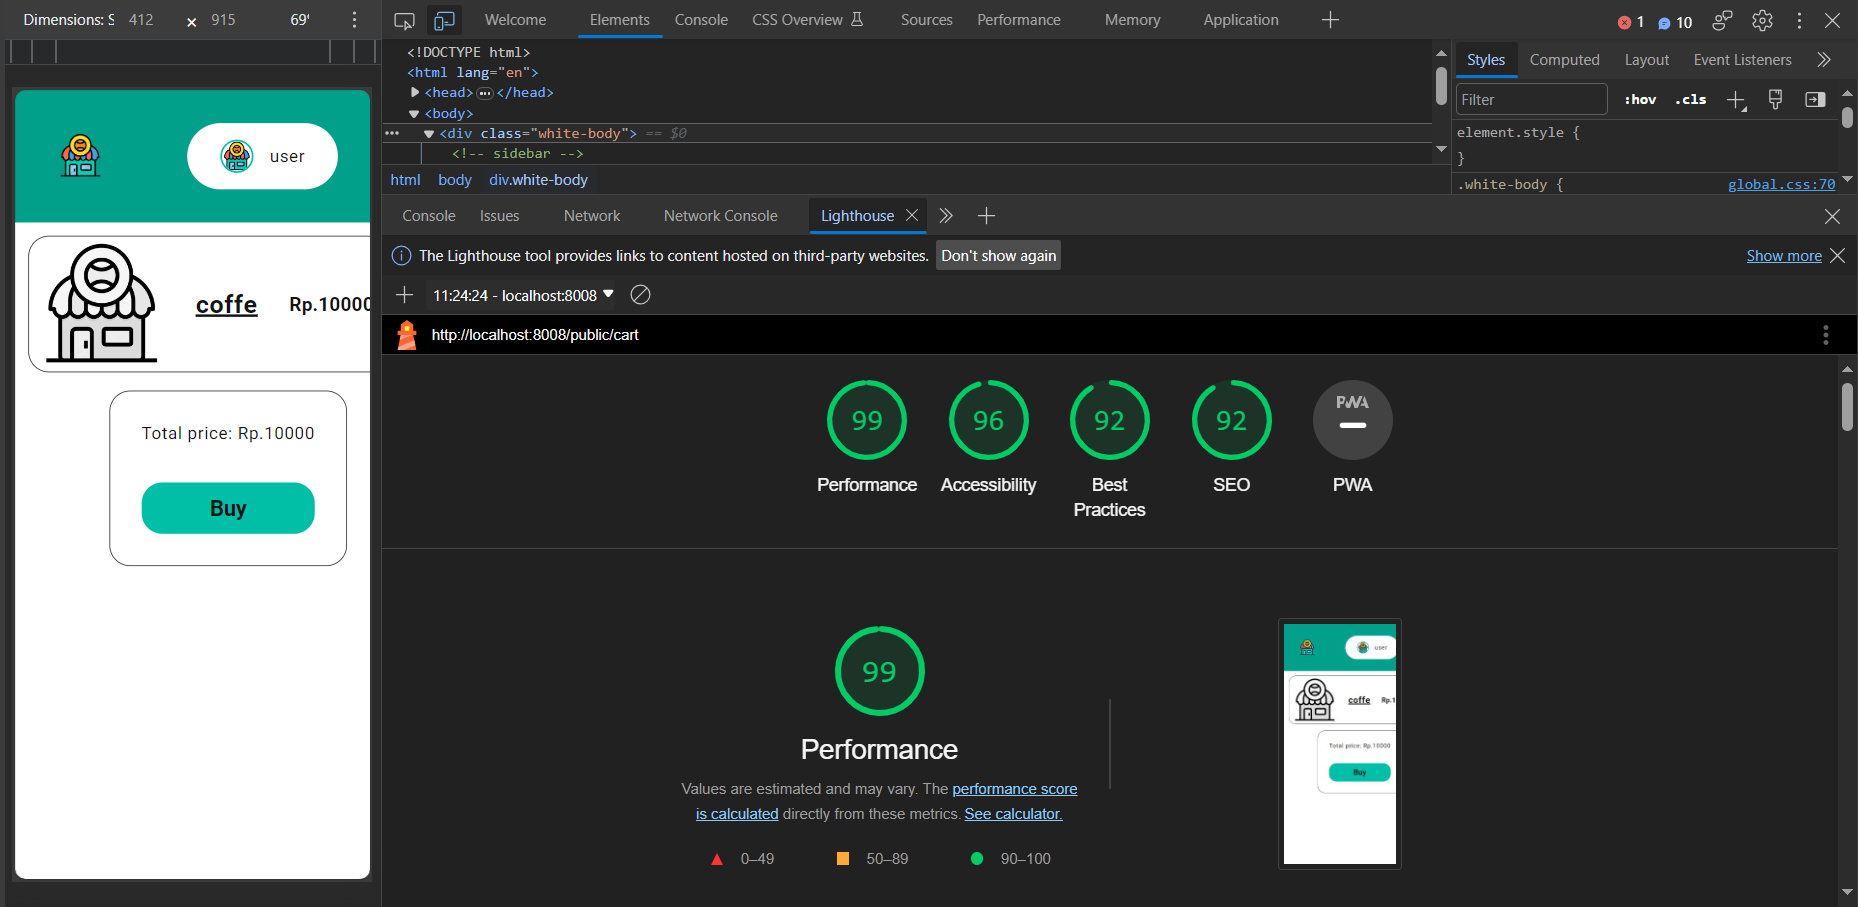 Dimensions: S 412 × 915 69'
Welcome Elements Console CSS Overview Sources Performance Memory Application
1 10
user
coffe Rp.10000
Total price: Rp.10000
Buy
<!DOCTYPE html>
<html lang="en">
<head> ••• </head>
<body>
••• <div class="white-body"> == $0
<!-- sidebar -->
html body div.white-body
Styles Computed Layout Event Listeners
Filter :hov .cls
element.style {
}
.white-body { global.css:70
Console Issues Network Network Console Lighthouse
The Lighthouse tool provides links to content hosted on third-party websites. Don't show again Show more
11:24:24 - localhost:8008
http://localhost:8008/public/cart
99 96 92 92 PWA
Performance Accessibility Best Practices SEO PWA
99
Performance
Values are estimated and may vary. The performance score
is calculated directly from these metrics. See calculator.
0–49 50–89 90–100
user
coffe Rp.1
Total price: Rp.10000
Buy